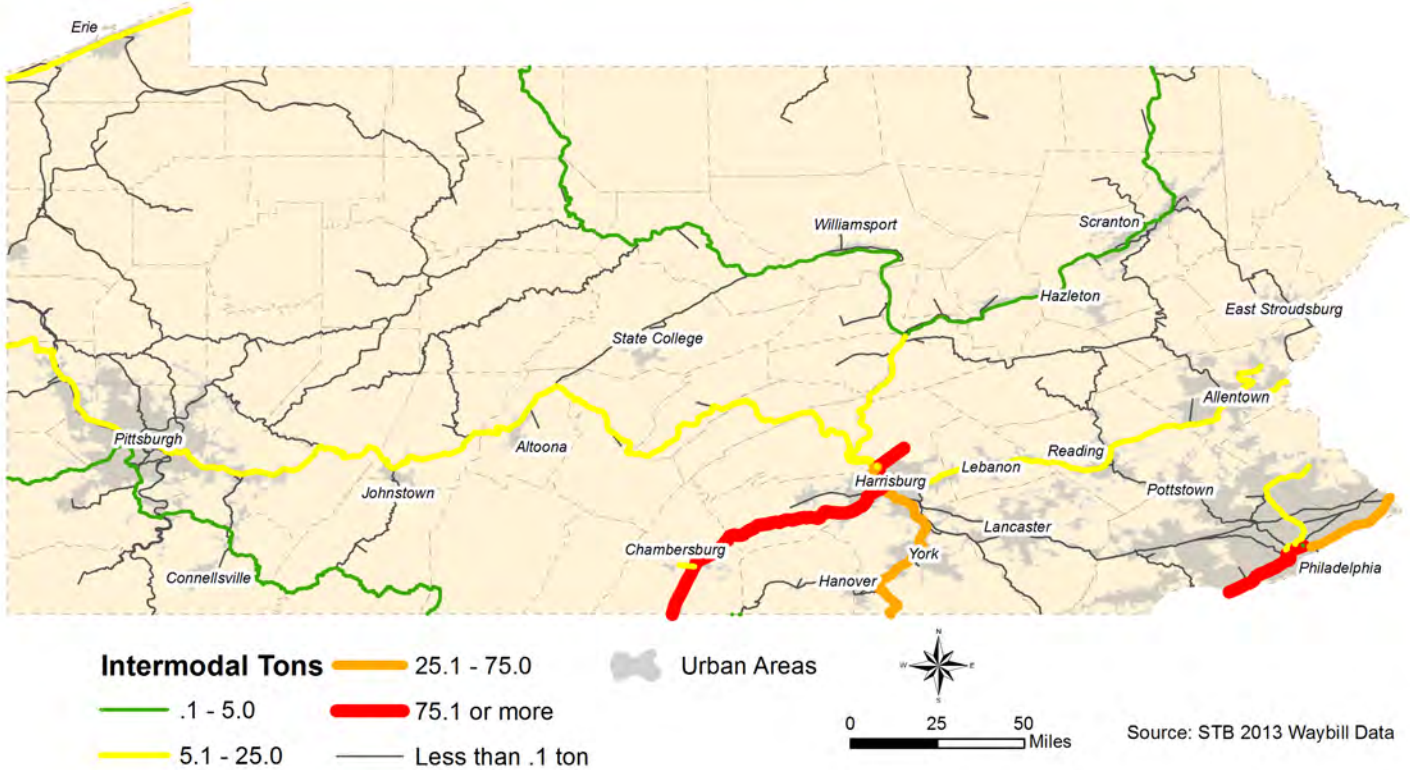 Erie
Williamsport
Scranton
Hazleton
East Stroudsburg
State College
Allentown
Pittsburgh
Altoona
Reading
Lebanon
Harrisburg
Pottstown
Johnstown
Lancaster
Chambersburg
York
Philadelphia
Connellsville
Hanover
Intermodal Tons
25.1 - 75.0
Urban Areas
.1 - 5.0
75.1 or more
5.1 - 25.0
Less than .1 ton
N
W
E
S
0 25 50
Miles
Source: STB 2013 Waybill Data